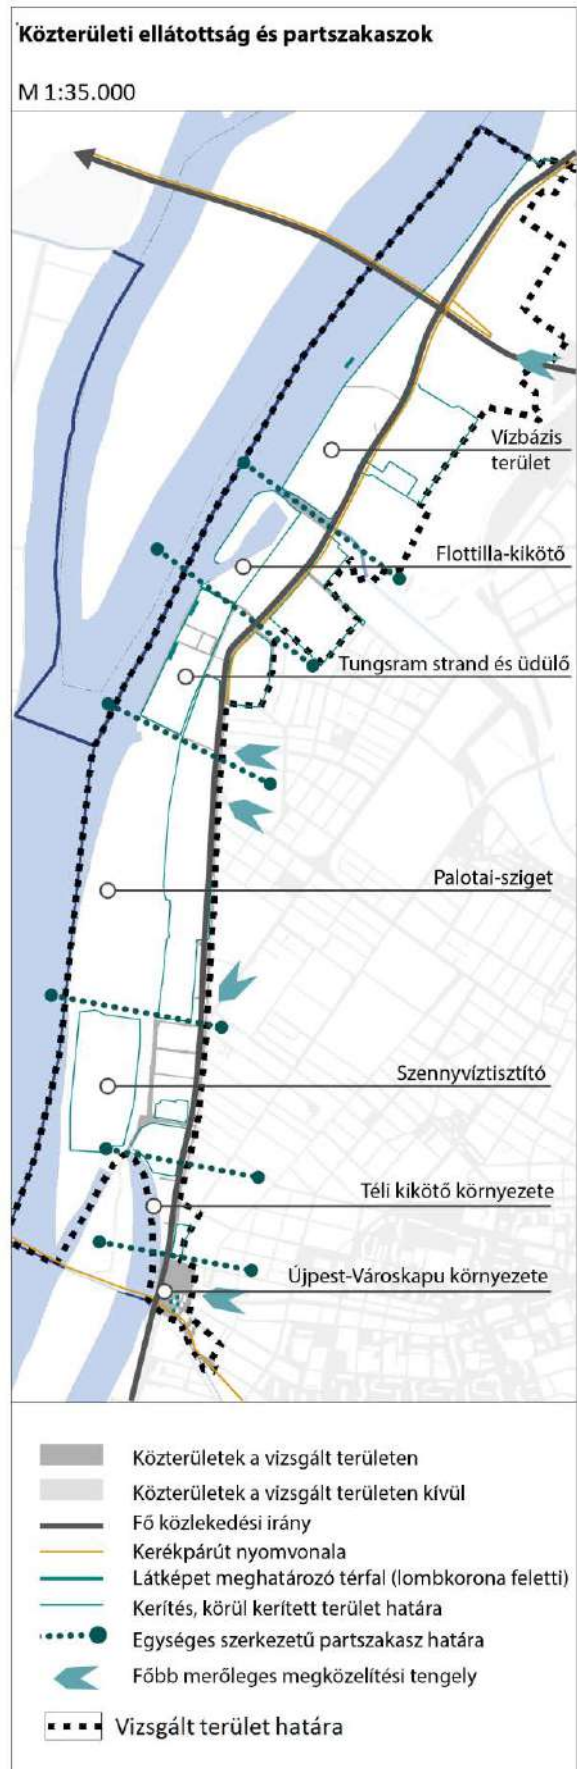 Közterületi ellátottság és partszakaszok
M 1:35.000
Vízbázis
terület
Flottilla-kikötő
Tungsram strand és üdülő
Palotai-sziget
Szennyvíztisztító
Téli kikötő környezete
Újpest-Városkapu környezete
Közterületek a vizsgált területen
Közterületek a vizsgált területen kívül
Fő közlekedési irány
Kerékpárút nyomvonala
Látképet meghatározó térfal (lombkorona feletti)
Kerítés, körül kerített terület határa
Egységes szerkezetű partszakasz határa
Főbb merőleges megközelítési tengely
Vizsgált terület határa